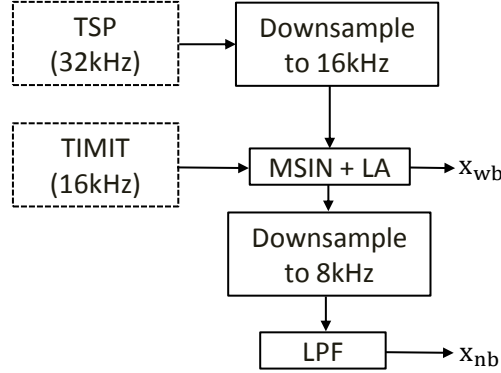 TSP
(32kHz)
Downsample
to 16kHz
TIMIT
(16kHz)
MSIN + LA
x_wb
Downsample
to 8kHz
LPF
x_nb